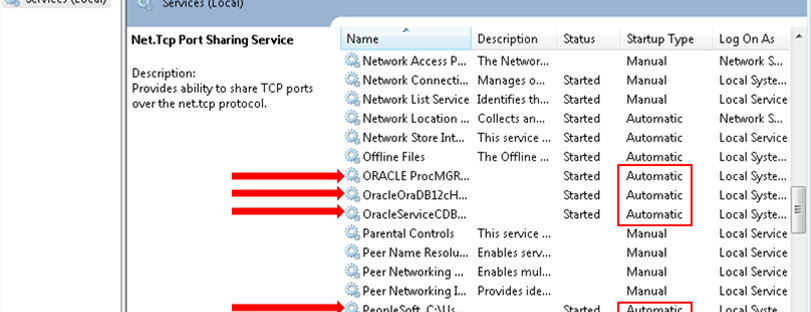 Services (Local) Services (Local)
Net.Tcp Port Sharing Service
Description:
Provides ability to share TCP ports
over the net.tcp protocol.
Name Description Status Startup Type Log On As
Network Access P... The Networ... Manual Network S...
Network Connecti... Manages o... Started Manual Local Syste...
Network List Service Identifies th... Started Manual Local Service
Network Location ... Collects an... Started Automatic Network S...
Network Store Int... This service ... Started Automatic Local Service
Offline Files The Offline ... Started Automatic Local Syste...
ORACLE ProcMGR... Started Automatic Local Syste...
OracleOraDB12cH... Started Automatic Local Syste...
OracleServiceCDB... Started Automatic Local Syste...
Parental Controls This service ... Manual Local Service
Peer Name Resolu... Enables serv... Manual Local Service
Peer Networking ... Enables mul... Manual Local Service
Peer Networking I... Provides ide... Manual Local Service
PeopleSoft C:\Us... Started Automatic Local Syste...